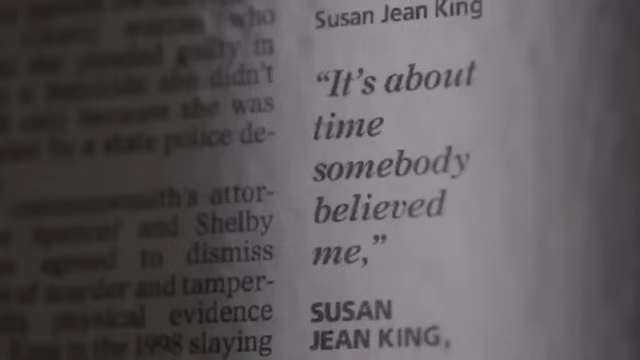 who
guilty in
she didn't
because she was
by a state police de-
commonwealth's attor-
Spencer and Shelby
agreed to dismiss
of murder and tamper-
physical evidence
in the 1998 slaying
Susan Jean King
“It's about
time
somebody
believed
me,”
SUSAN
JEAN KING,